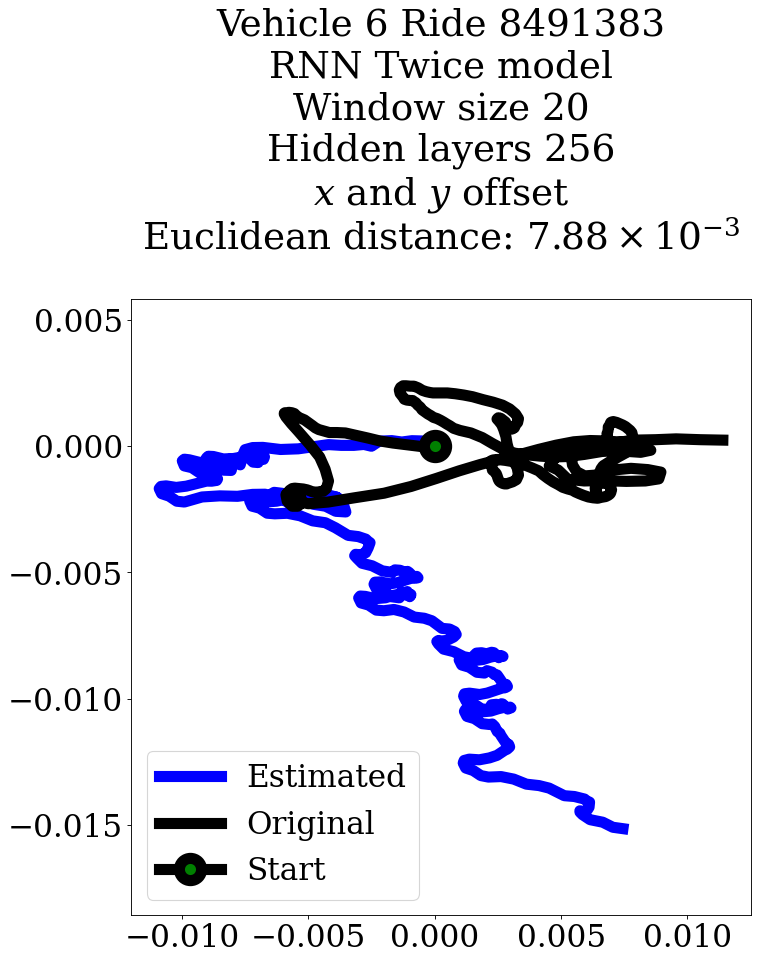 Vehicle 6 Ride 8491383
RNN Twice model
Window size 20
Hidden layers 256
x and y offset
Euclidean distance: 7.88 × 10⁻³
0.005
0.000
−0.005
−0.010
−0.015
Estimated
Original
Start
−0.010 −0.005 0.000 0.005 0.010